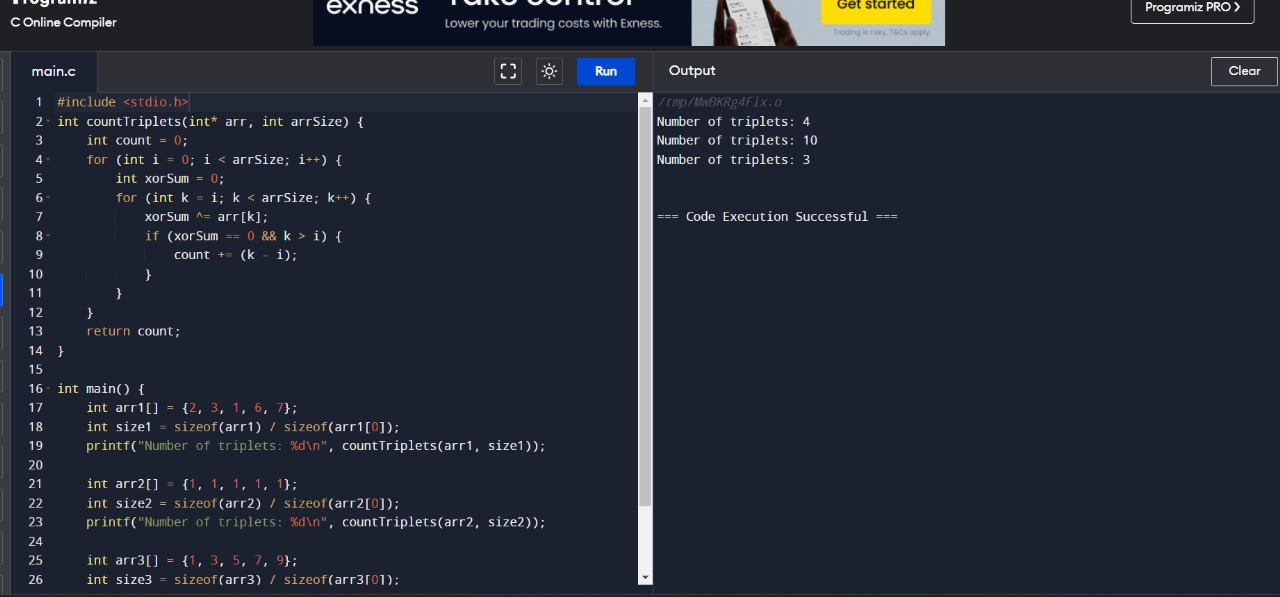 C Online Compiler
exness
Lower your trading costs with Exness.
Get started
Trading is risky. T&Cs apply.
Programiz PRO >
main.c
Run
Output
Clear
1 #include <stdio.h>
2 int countTriplets(int* arr, int arrSize) {
3 int count = 0;
4 for (int i = 0; i < arrSize; i++) {
5 int xorSum = 0;
6 for (int k = i; k < arrSize; k++) {
7 xorSum ^= arr[k];
8 if (xorSum == 0 && k > i) {
9 count += (k - i);
10 }
11 }
12 }
13 return count;
14 }
15
16 int main() {
17 int arr1[] = {2, 3, 1, 6, 7};
18 int size1 = sizeof(arr1) / sizeof(arr1[0]);
19 printf("Number of triplets: %d\n", countTriplets(arr1, size1));
20
21 int arr2[] = {1, 1, 1, 1, 1};
22 int size2 = sizeof(arr2) / sizeof(arr2[0]);
23 printf("Number of triplets: %d\n", countTriplets(arr2, size2));
24
25 int arr3[] = {1, 3, 5, 7, 9};
26 int size3 = sizeof(arr3) / sizeof(arr3[0]);
/tmp/MwBKRg4Flx.o
Number of triplets: 4
Number of triplets: 10
Number of triplets: 3
=== Code Execution Successful ===